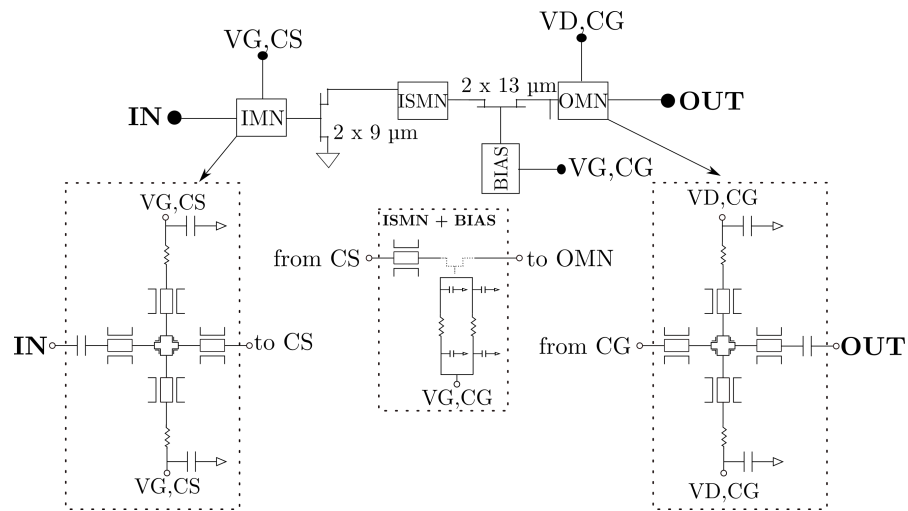 VD,CG
VG,CS
2 x 13 μm
IN
IMN
ISMN
OMN
OUT
2 x 9 μm
BIAS
VG,CG
VG,CS
ISMN + BIAS
VD,CG
from CS
to OMN
IN
to CS
from CG
OUT
VG,CG
VG,CS
VD,CG